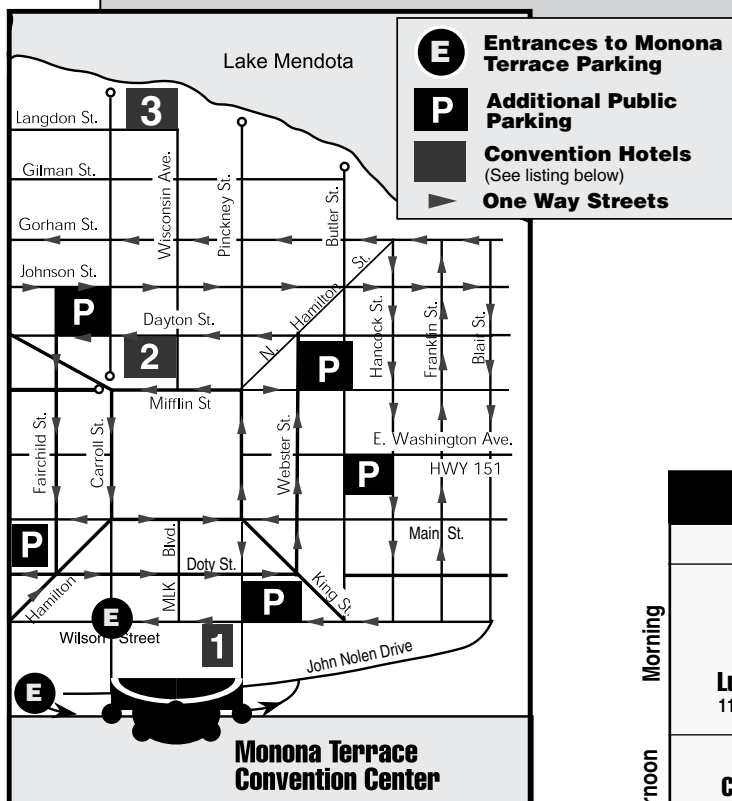 Lake Mendota
E
Entrances to Monona
Terrace Parking
P
Additional Public
Parking
Convention Hotels
(See listing below)
One Way Streets
Langdon St.
3
Gilman St.
Wisconsin Ave.
Pinckney St.
Butler St.
Gorham St.
Johnson St.
P
Dayton St.
N. Hamilton St.
Hancock St.
Franklin St.
Blair St.
2
P
Mifflin St
Fairchild St.
Carroll St.
Webster St.
E. Washington Ave.
P
HWY 151
P
MLK Blvd.
Main St.
Doty St.
Hamilton
P
King St.
E
Wilson Street
1
John Nolen Drive
E
Monona Terrace
Convention Center
Morning
11